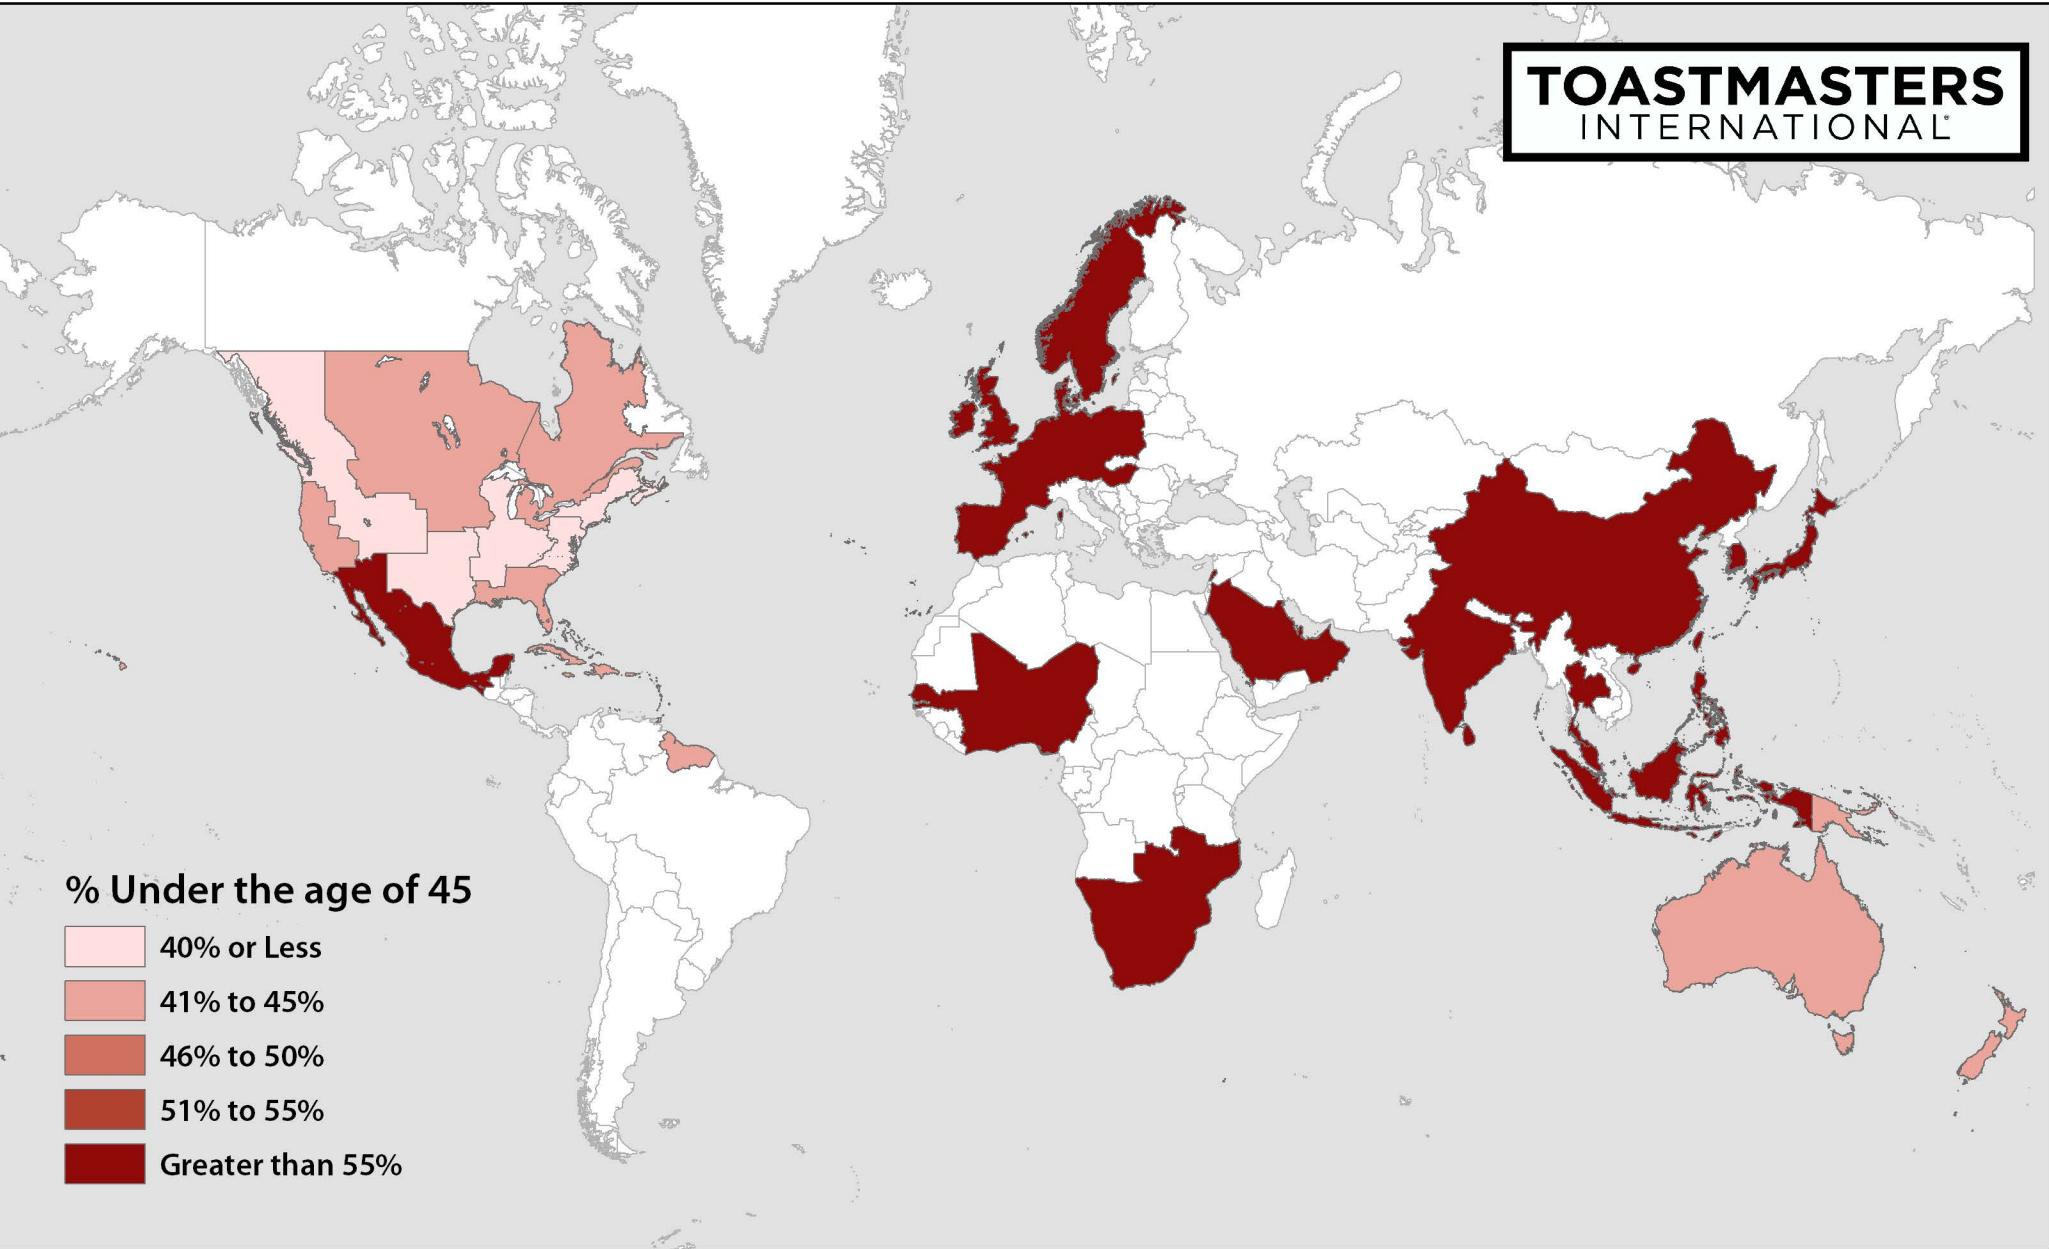 TOASTMASTERS
INTERNATIONAL®
% Under the age of 45
40% or Less
41% to 45%
46% to 50%
51% to 55%
Greater than 55%